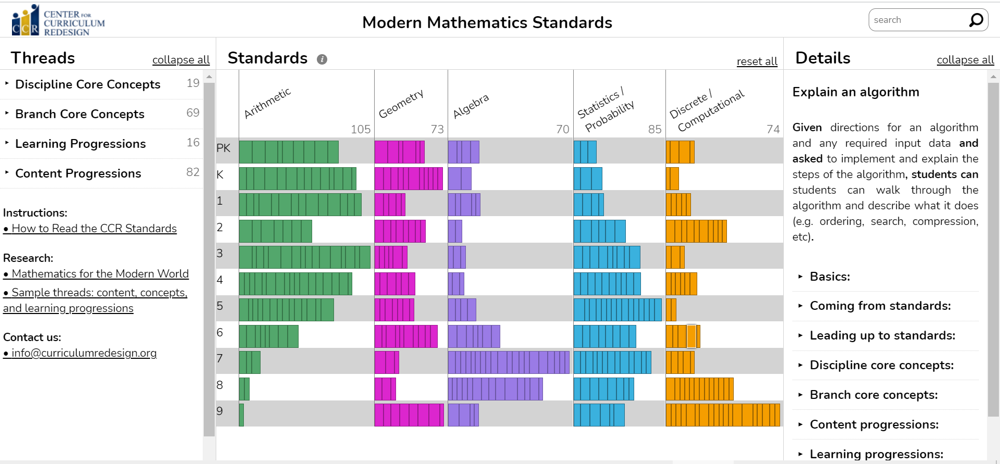 CCR
CENTER FOR
CURRICULUM
REDESIGN
Modern Mathematics Standards
search
Threads
collapse all
▸ Discipline Core Concepts 19
▸ Branch Core Concepts 69
▸ Learning Progressions 16
▸ Content Progressions 82
Instructions:
• How to Read the CCR Standards
Research:
• Mathematics for the Modern World
• Sample threads: content, concepts,
and learning progressions
Contact us:
• info@curriculumredesign.org
Standards i
reset all
Arithmetic
105
Geometry
73
Algebra
70
Statistics /
Probability
85
Discrete /
Computational
74
PK
K
1
2
3
4
5
6
7
8
9
Details
collapse all
Explain an algorithm
Given directions for an algorithm
and any required input data and
asked to implement and explain the
steps of the algorithm, students can
students can walk through the
algorithm and describe what it does
(e.g. ordering, search, compression,
etc).
▸ Basics:
▸ Coming from standards:
▸ Leading up to standards:
▸ Discipline core concepts:
▸ Branch core concepts:
▸ Content progressions:
▸ Learning progressions: